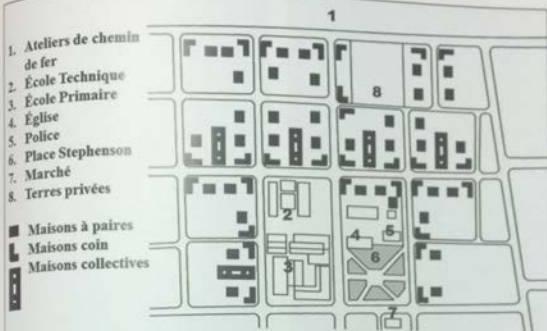 1. Ateliers de chemin
de fer
2. École Technique
3. École Primaire
4. Église
5. Police
6. Place Stephenson
7. Marché
8. Terres privées
Maisons à paires
Maisons coin
Maisons collectives
1
8
2
5
4
6
3
7